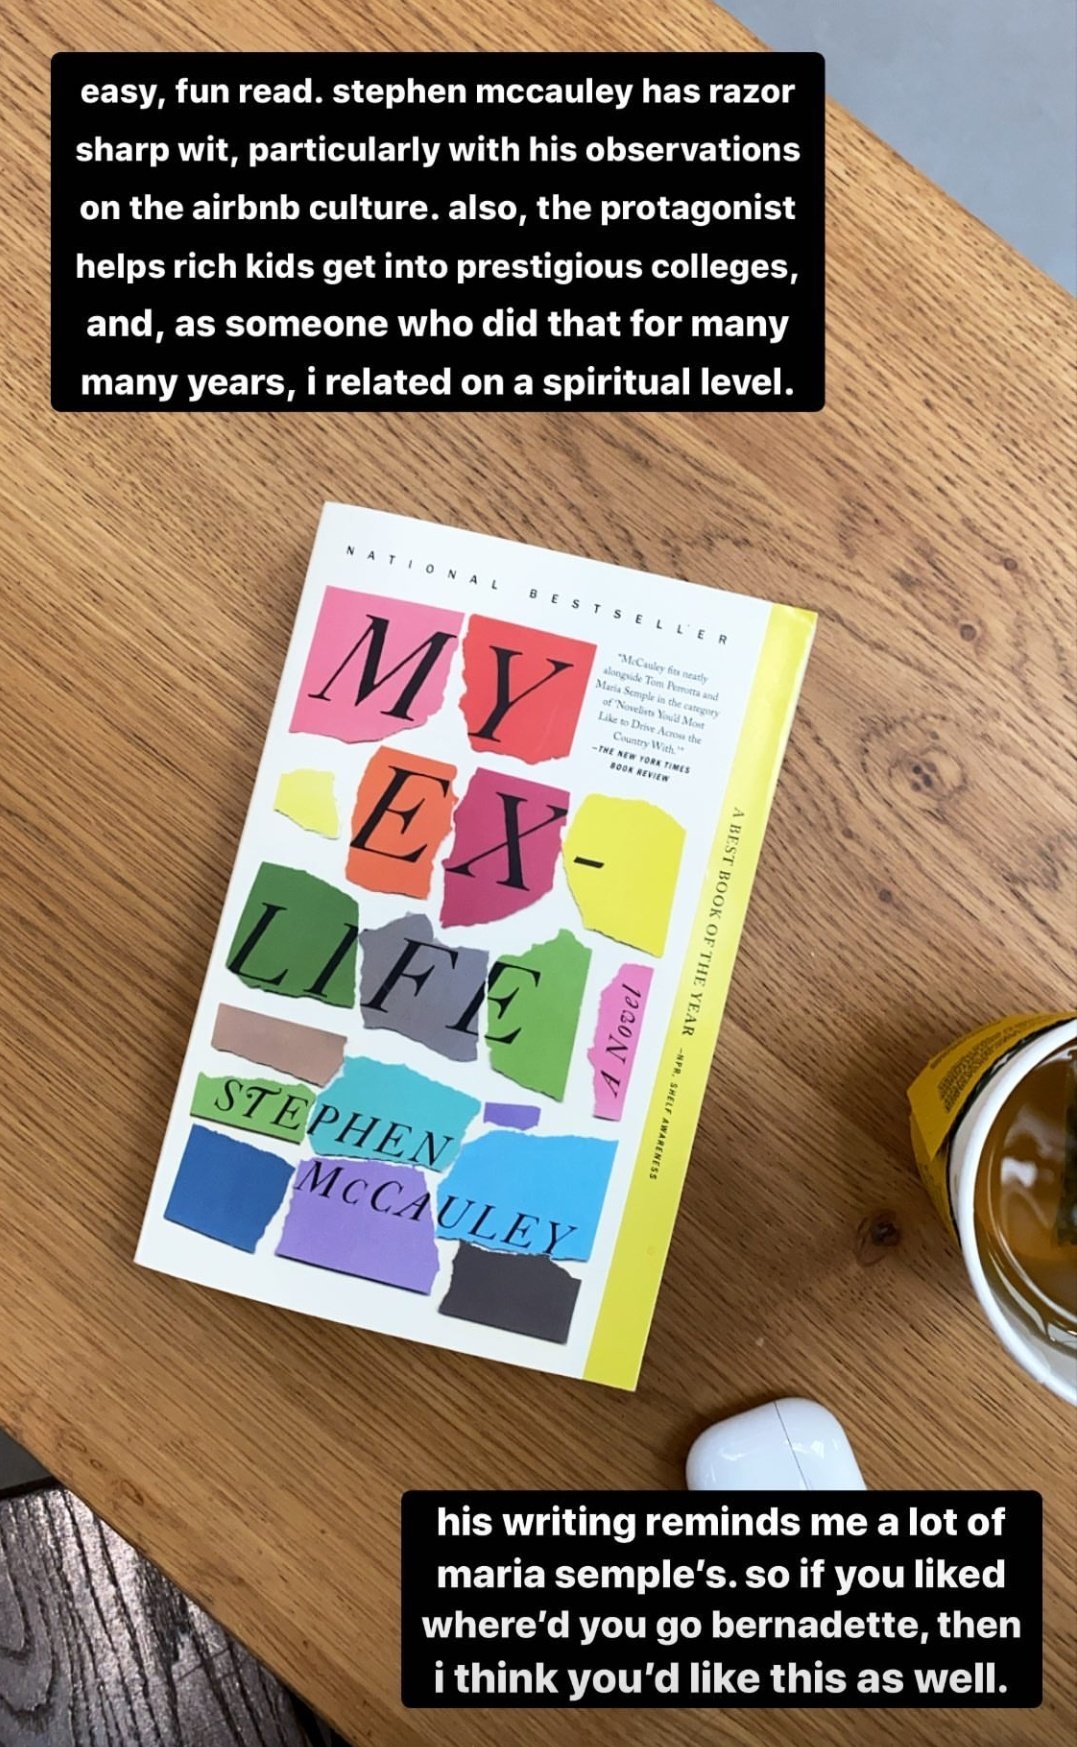 easy, fun read. stephen mccauley has razor
sharp wit, particularly with his observations
on the airbnb culture. also, the protagonist
helps rich kids get into prestigious colleges,
and, as someone who did that for many
many years, i related on a spiritual level.
NATIONAL BESTSELLER
MY
EX-
LIFE
A Novel
STEPHEN
McCAULEY
"McCauley fits neatly
alongside Tom Perrotta and
Maria Semple in the category
of 'Novelists You'd Most
Like to Drive Across the
Country With.'"
—THE NEW YORK TIMES
BOOK REVIEW
A BEST BOOK OF THE YEAR —NPR, SHELF AWARENESS
his writing reminds me a lot of
maria semple's. so if you liked
where'd you go bernadette, then
i think you'd like this as well.